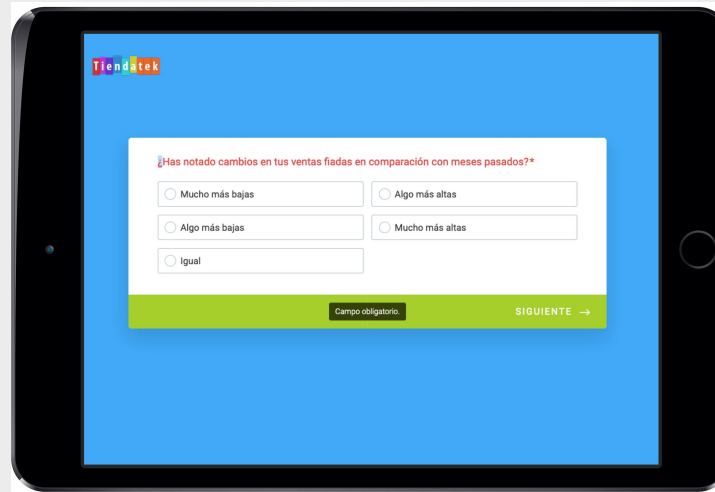 Tiendatek
¿Has notado cambios en tus ventas fiadas en comparación con meses pasados?*
Mucho más bajas
Algo más altas
Algo más bajas
Mucho más altas
Igual
Campo obligatorio.
SIGUIENTE →